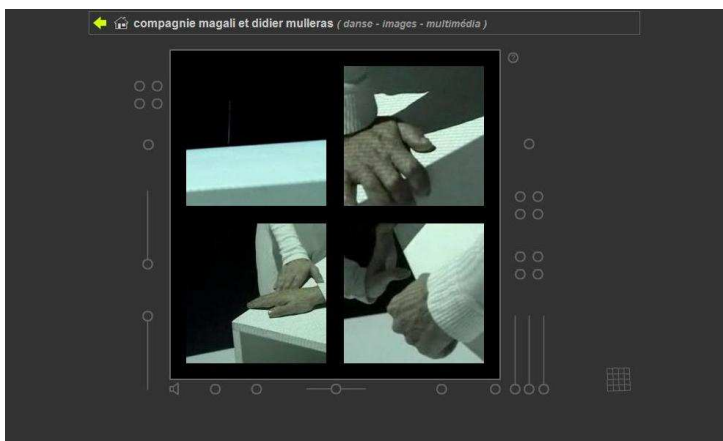 compagnie magali et didier mulleras ( danse - images - multimédia )
?